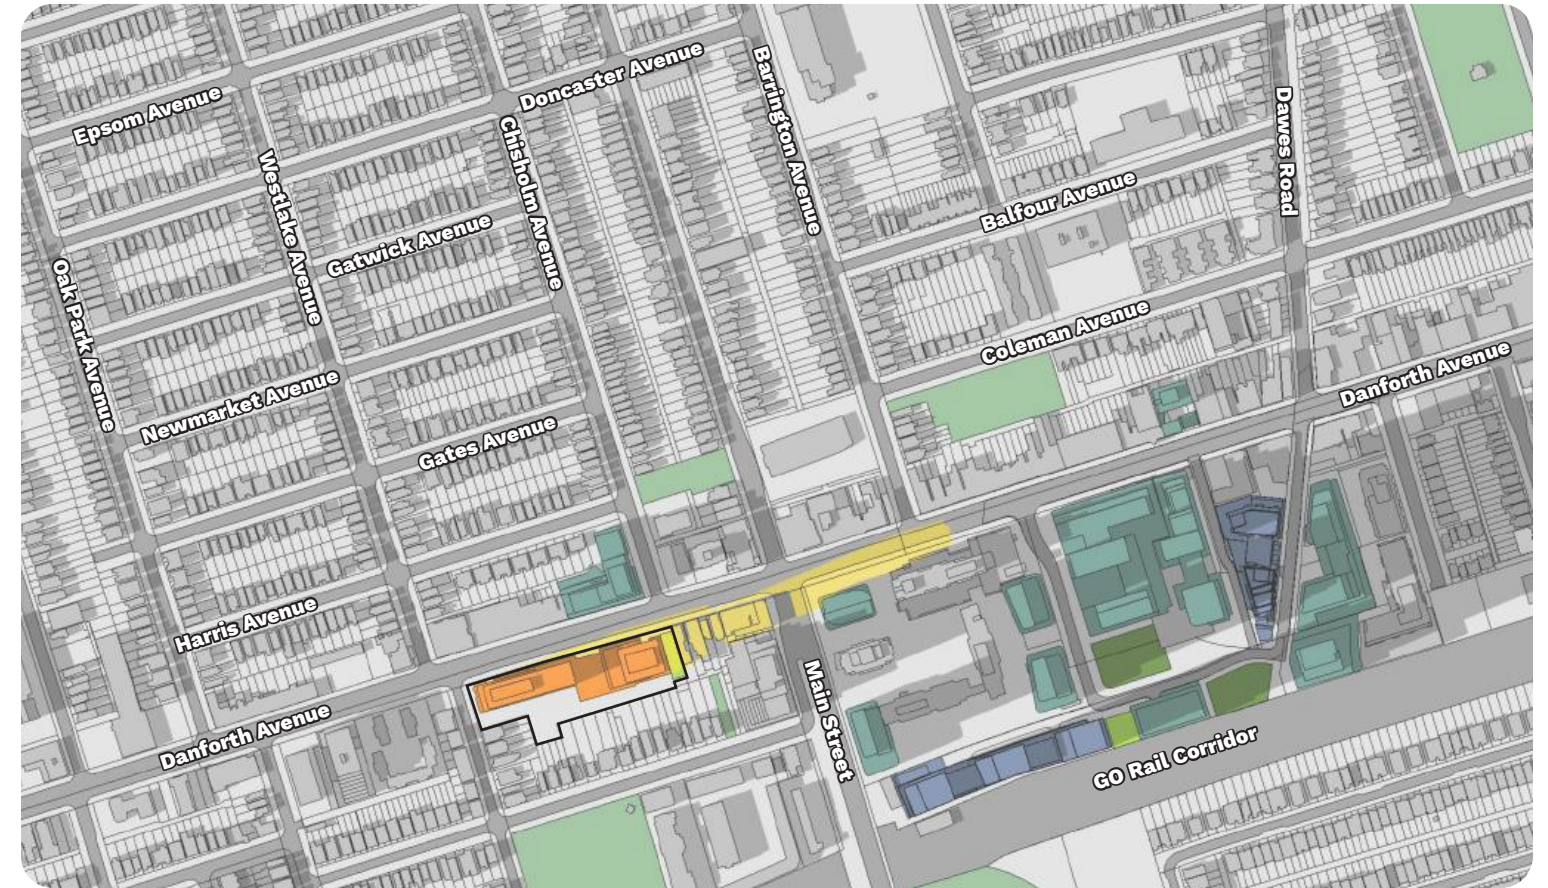 Epsom Avenue
Doncaster Avenue
Barrington Avenue
Dawes Road
Chisholm Avenue
Westlake Avenue
Balfour Avenue
Gatwick Avenue
Oak Park Avenue
Coleman Avenue
Newmarket Avenue
Danforth Avenue
Gates Avenue
Harris Avenue
Danforth Avenue
Main Street
GO Rail Corridor